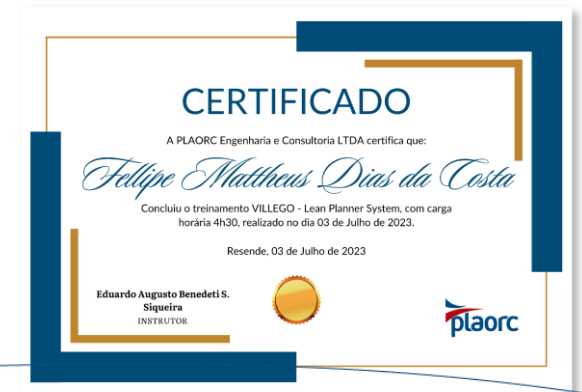 CERTIFICADO
A PLAORC Engenharia e Consultoria LTDA certifica que:
Fellipe Mattheus Dias da Costa
Concluiu o treinamento VILLEGO - Lean Planner System, com carga
horária 4h30, realizado no dia 03 de Julho de 2023.
Resende, 03 de Julho de 2023
Eduardo Augusto Benedeti S.
Siqueira
INSTRUTOR
plaorc